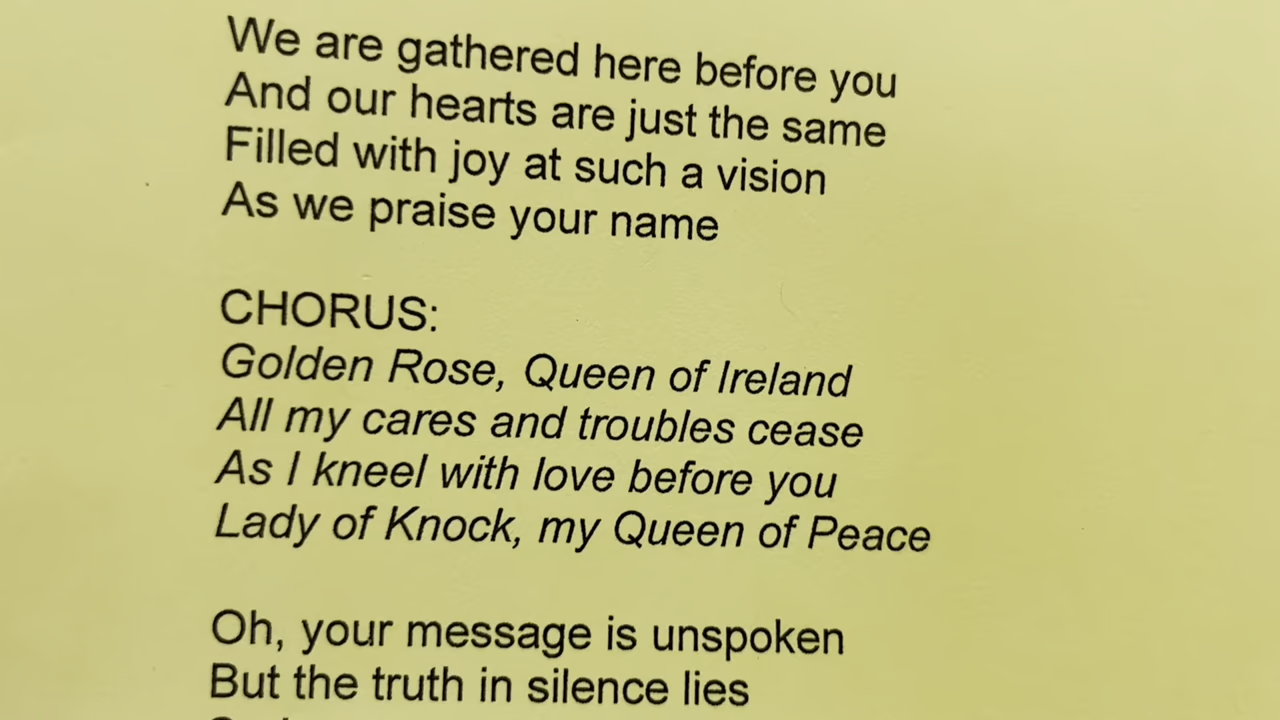 We are gathered here before you
And our hearts are just the same
Filled with joy at such a vision
As we praise your name
CHORUS:
Golden Rose, Queen of Ireland
All my cares and troubles cease
As I kneel with love before you
Lady of Knock, my Queen of Peace
Oh, your message is unspoken
But the truth in silence lies